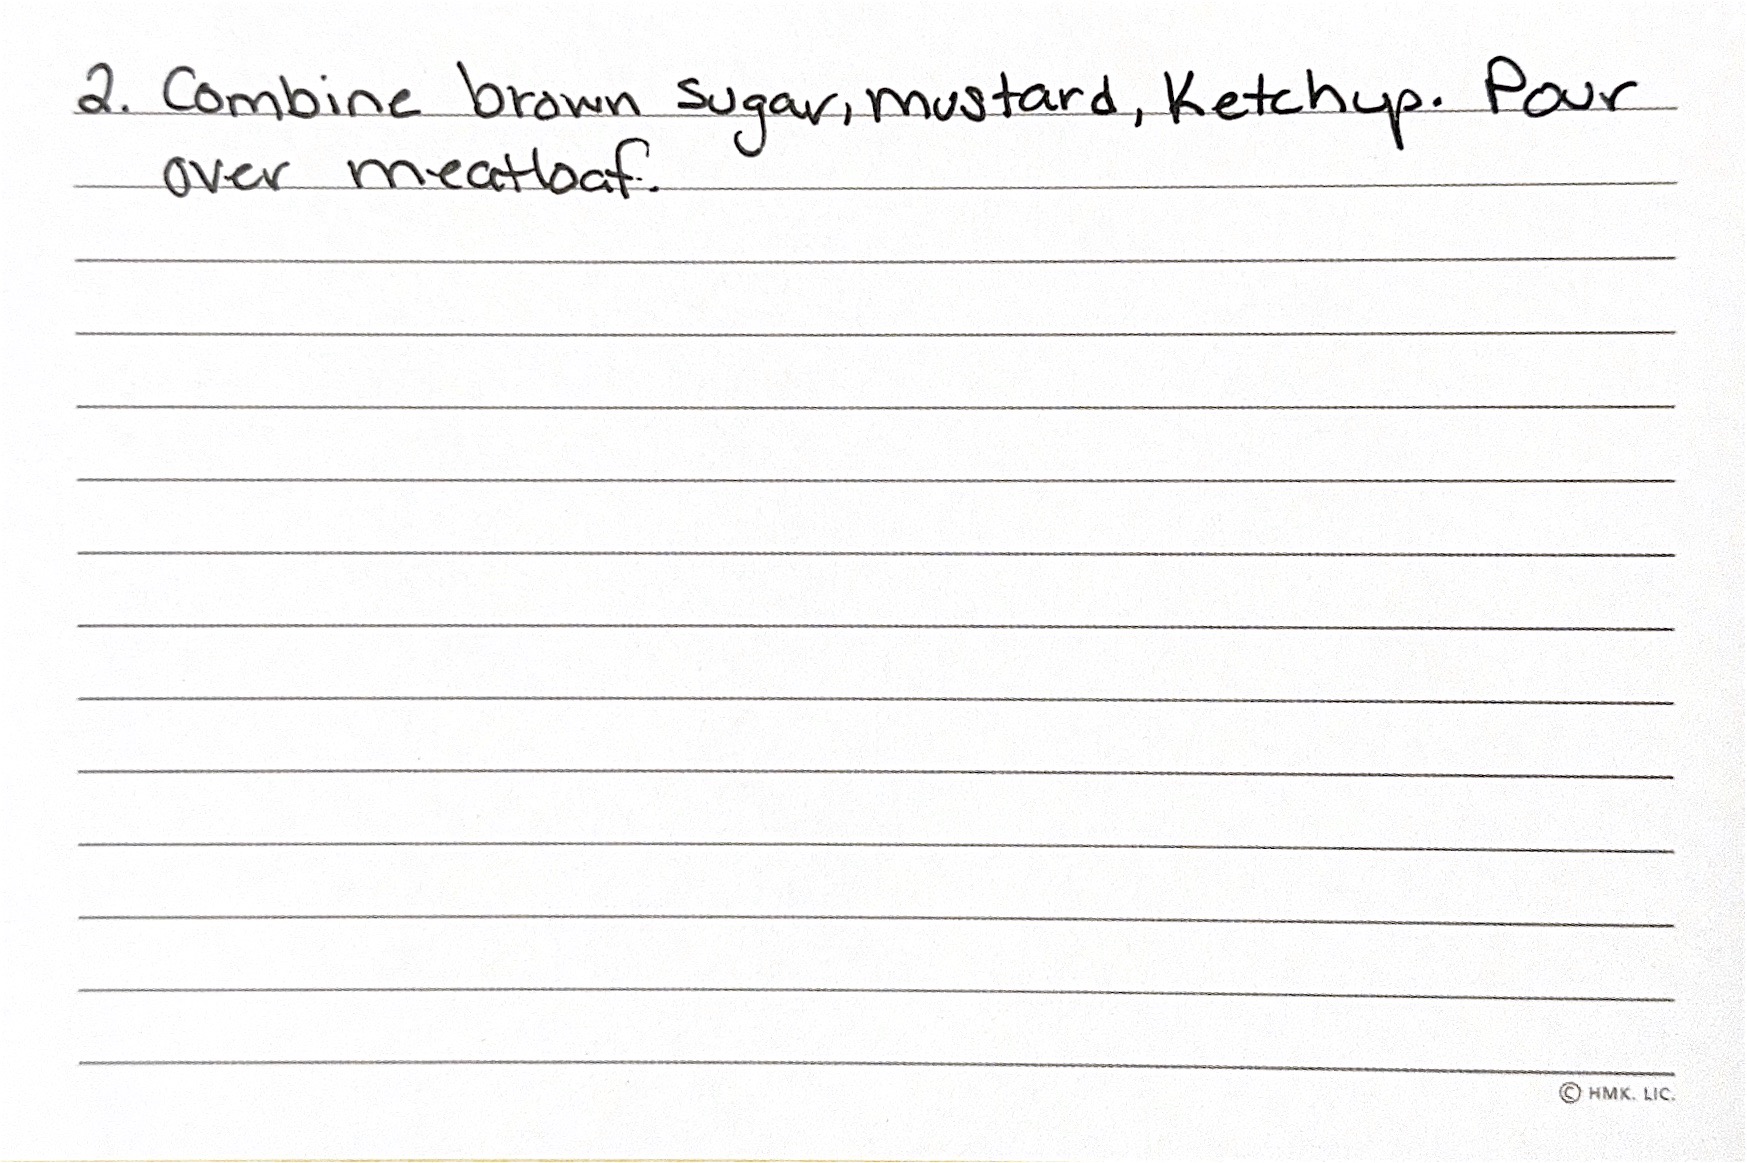 2. Combine brown sugar, mustard, Ketchup. Pour
over meatloaf.
© HMK. LIC.